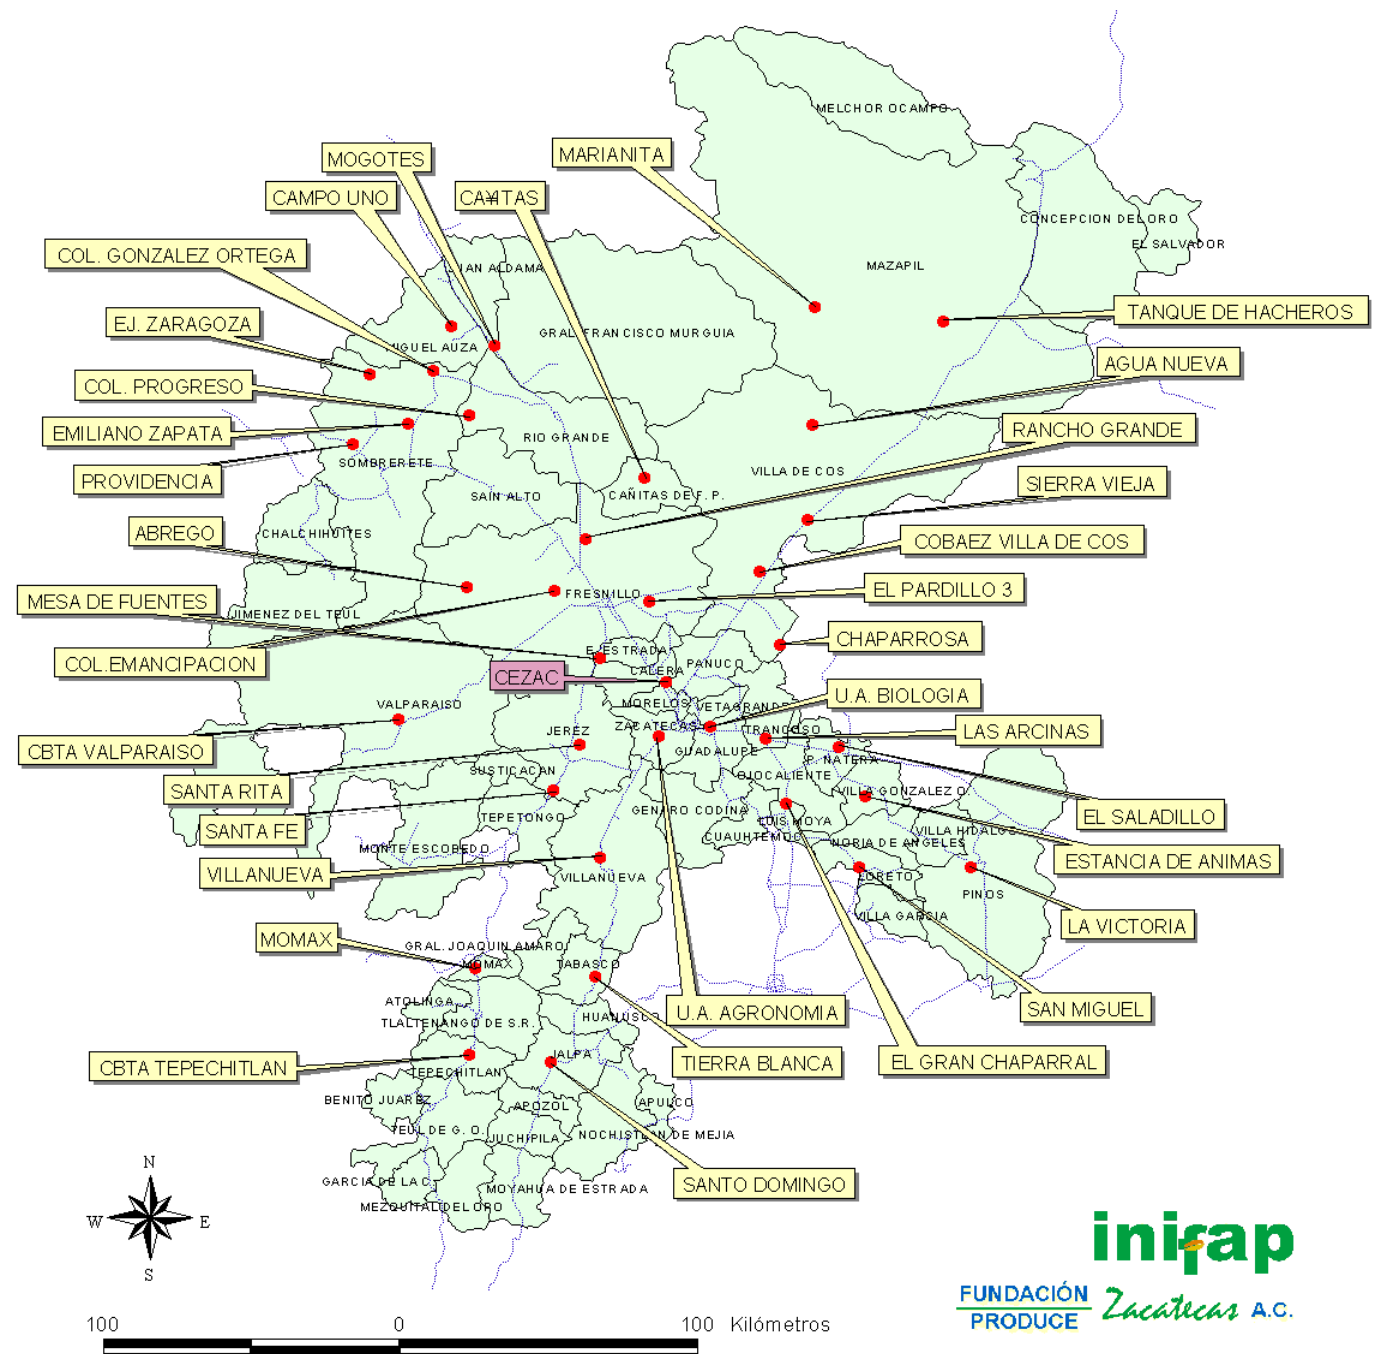 MELCHOR OCAMPO
MOGOTES
MARIANITA
CAMPO UNO
CA¥ITAS
CONCEPCION DEL ORO
EL SALVADOR
COL. GONZALEZ ORTEGA
JUAN ALDAMA
MAZAPIL
TANQUE DE HACHEROS
EJ. ZARAGOZA
GRAL. FRANCISCO MURGUIA
MIGUEL AUZA
AGUA NUEVA
COL. PROGRESO
RANCHO GRANDE
EMILIANO ZAPATA
RIO GRANDE
SOMBRERETE
VILLA DE COS
PROVIDENCIA
SIERRA VIEJA
SAIN ALTO
CAÑITAS DE F. P.
ABREGO
CHALCHIHUITES
COBAEZ VILLA DE COS
EL PARDILLO 3
MESA DE FUENTES
FRESNILLO
JIMENEZ DEL TEUL
CHAPARROSA
COL.EMANCIPACION
E. ESTRADA
PANUCO
CEZAC
CALERA
U.A. BIOLOGIA
VALPARAISO
MORELOS
VETAGRANDE
ZACATECAS
TRANCOSO
LAS ARCINAS
JEREZ
CBTA VALPARAISO
GUADALUPE
P. NATERA
SUSTICACAN
OJOCALIENTE
SANTA RITA
VILLA GONZALEZ O.
GENARO CODINA
TEPETONGO
EL SALADILLO
SANTA FE
LUIS MOYA
CUAUHTEMOC
VILLA HIDALGO
NORIA DE ANGELES
MONTE ESCOBEDO
ESTANCIA DE ANIMAS
VILLANUEVA
VILLANUEVA
LORETO
PINOS
VILLA GARCIA
LA VICTORIA
MOMAX
GRAL. JOAQUIN AMARO
MOMAX
TABASCO
ATOLINGA
U.A. AGRONOMIA
SAN MIGUEL
TLALTENANGO DE S.R.
HUANUSCO
JALPA
TIERRA BLANCA
EL GRAN CHAPARRAL
CBTA TEPECHITLAN
TEPECHITLAN
BENITO JUAREZ
APOZOL
APULCO
TEUL DE G. O.
JUCHIPILA
NOCHISTLAN DE MEJIA
GARCIA DE LA C.
MOYAHUA DE ESTRADA
SANTO DOMINGO
MEZQUITAL DEL ORO
N
W
E
S
inifap
FUNDACIÓN
PRODUCE
Zacatecas A.C.
100 0 100 Kilómetros